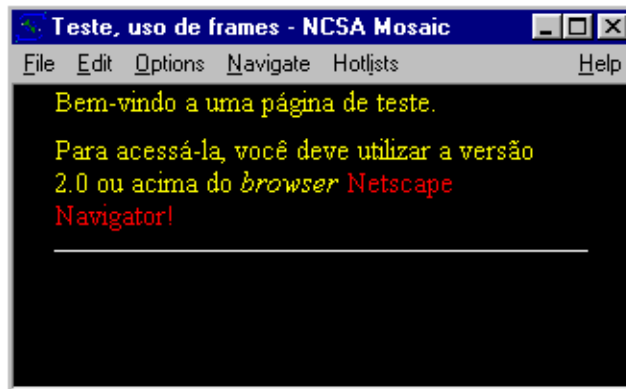 Teste, uso de frames - NCSA Mosaic
File Edit Options Navigate Hotlists Help
Bem-vindo a uma página de teste.
Para acessá-la, você deve utilizar a versão
2.0 ou acima do browser Netscape
Navigator!